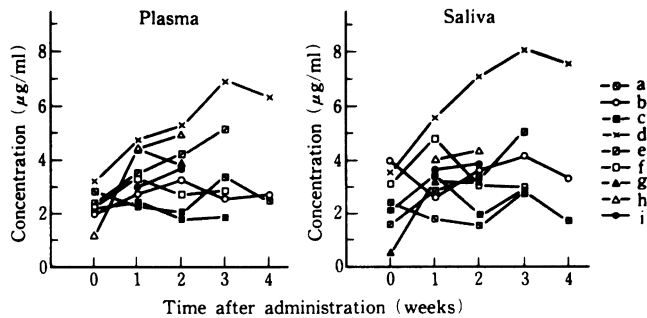 Plasma
Concentration (μg/ml)
8
6
4
2
0
0 1 2 3 4
Saliva
Concentration (μg/ml)
8
6
4
2
0
0 1 2 3 4
a
b
c
d
e
f
g
h
i
Time after administration (weeks)